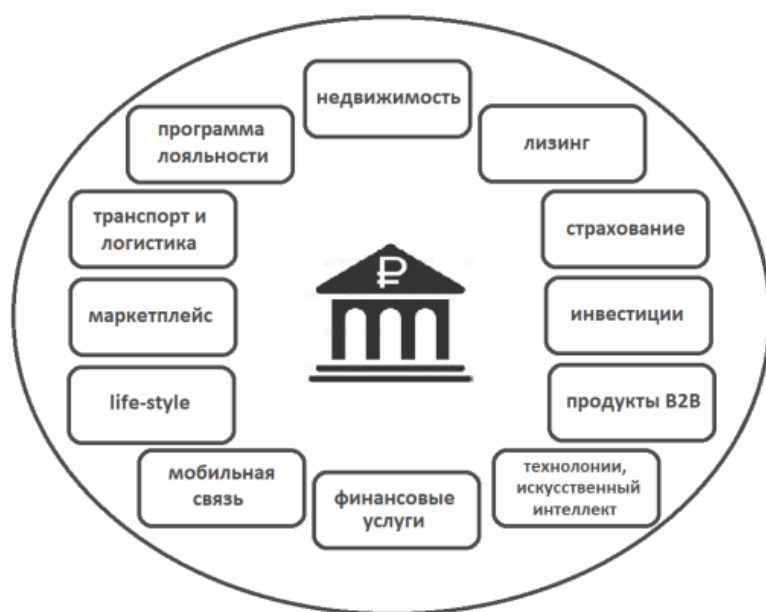 недвижимость
программа
лояльности
лизинг
транспорт и
логистика
страхование
₽
маркетплейс
инвестиции
life-style
продукты B2B
мобильная
связь
финансовые
услуги
технолонии,
искусственный
интеллект